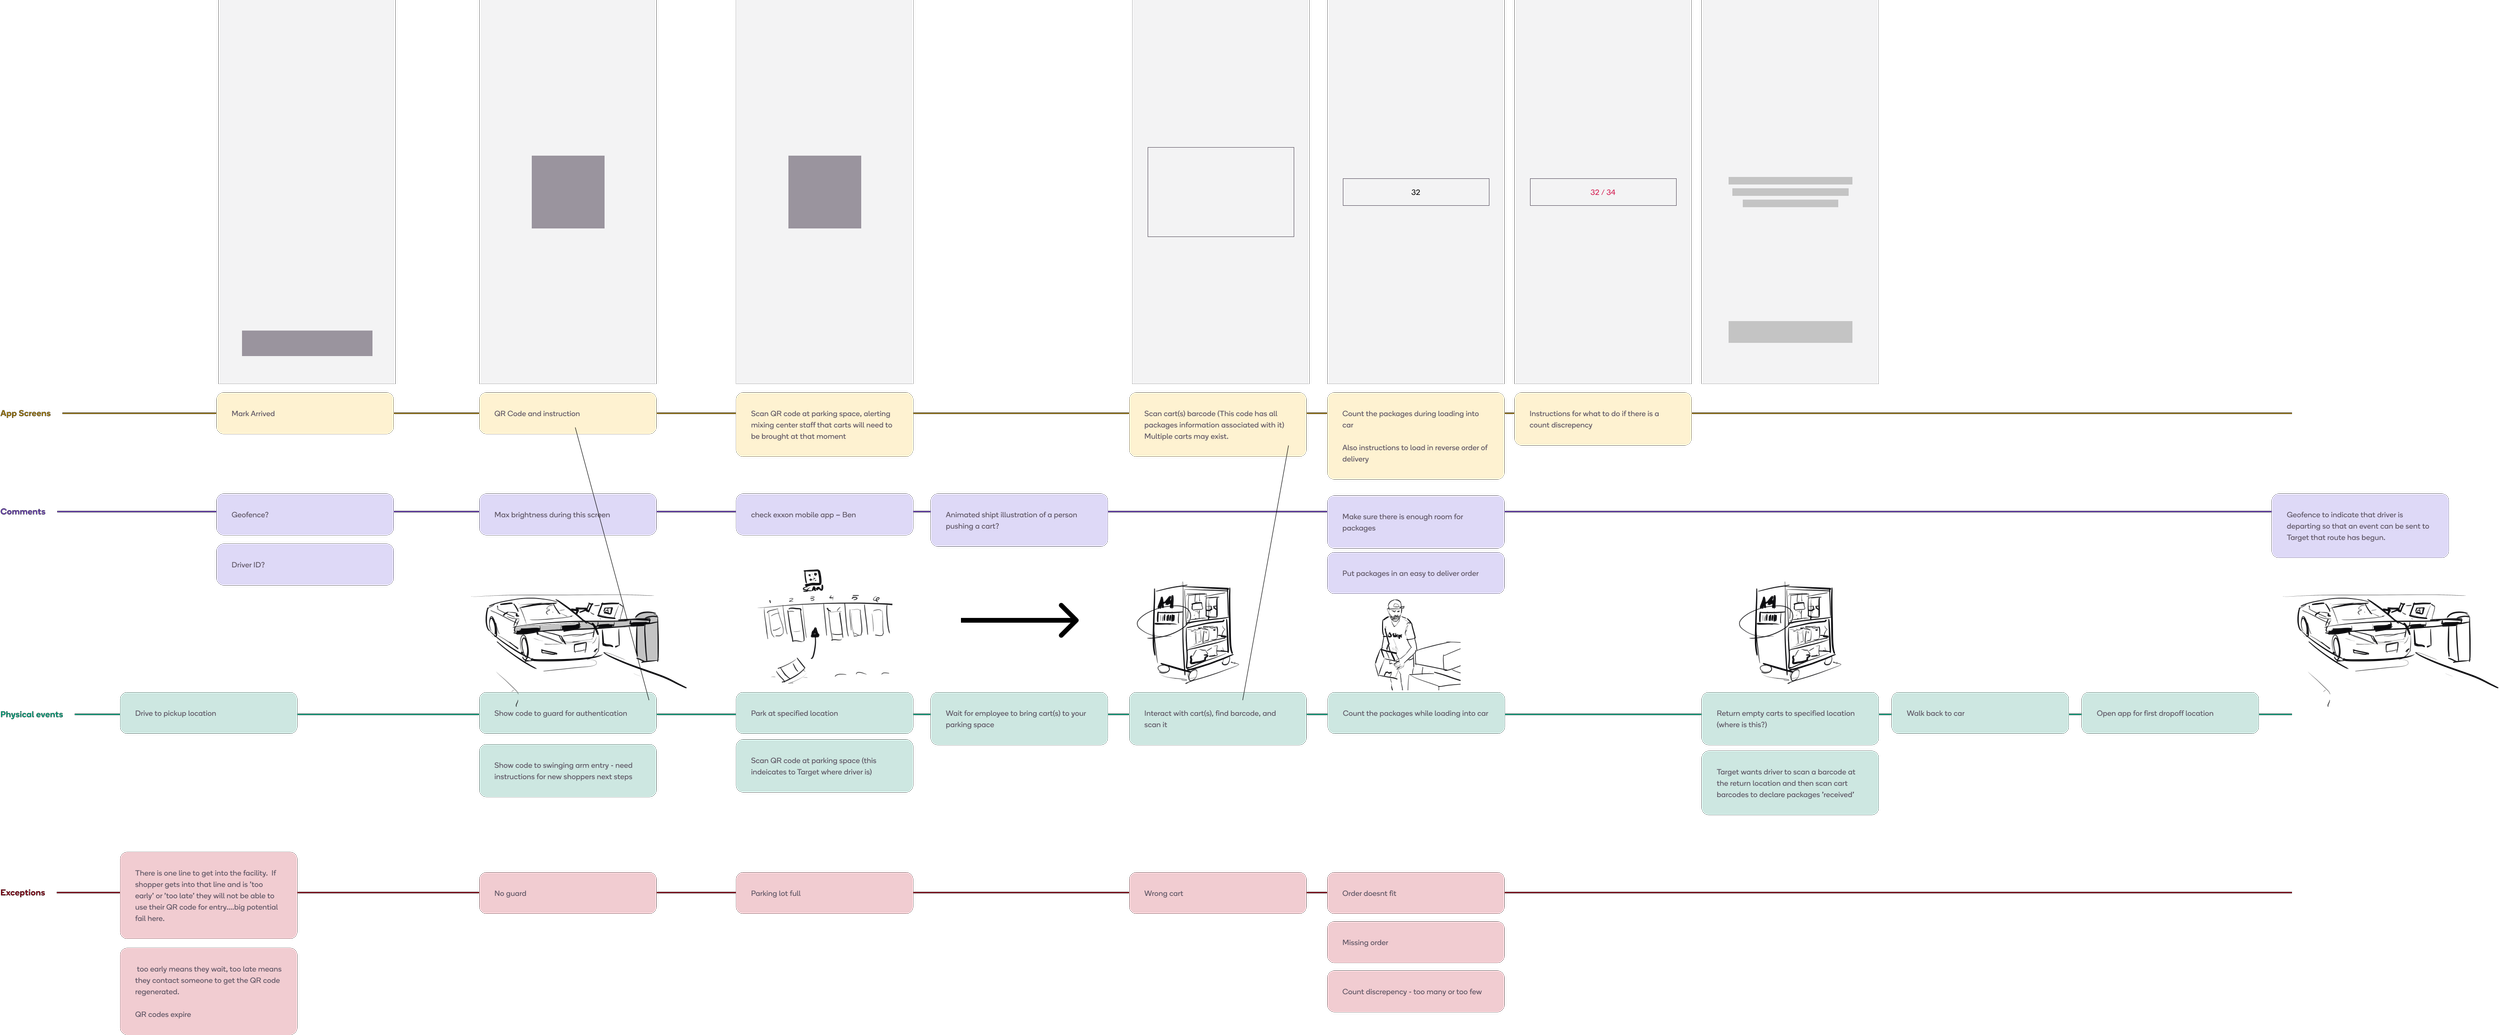 32
32 / 34
App Screens
Mark Arrived
QR Code and instruction
Scan QR code at parking space, alerting
mixing center staff that carts will need to
be brought at that moment
Scan cart(s) barcode (This code has all
packages information associated with it)
Multiple carts may exist.
Count the packages during loading into
car
Also instructions to load in reverse order of
delivery
Instructions for what to do if there is a
count discrepency
Comments
Geofence?
Driver ID?
Max brightness during this screen
check exxon mobile app – Ben
Animated shipt illustration of a person
pushing a cart?
Make sure there is enough room for
packages
Put packages in an easy to deliver order
Geofence to indicate that driver is
departing so that an event can be sent to
Target that route has begun.
SCAN
1 2 3 4 5 6
A4
A4
Physical events
Drive to pickup location
Show code to guard for authentication
Show code to swinging arm entry - need
instructions for new shoppers next steps
Park at specified location
Scan QR code at parking space (this
indeicates to Target where driver is)
Wait for employee to bring cart(s) to your
parking space
Interact with cart(s), find barcode, and
scan it
Count the packages while loading into car
Return empty carts to specified location
(where is this?)
Target wants driver to scan a barcode at
the return location and then scan cart
barcodes to declare packages 'received'
Walk back to car
Open app for first dropoff location
Exceptions
There is one line to get into the facility.  If
shopper gets into that line and is 'too
early' or 'too late' they will not be able to
use their QR code for entry....big potential
fail here.
too early means they wait, too late means
they contact someone to get the QR code
regenerated.
QR codes expire
No guard
Parking lot full
Wrong cart
Order doesnt fit
Missing order
Count discrepency - too many or too few